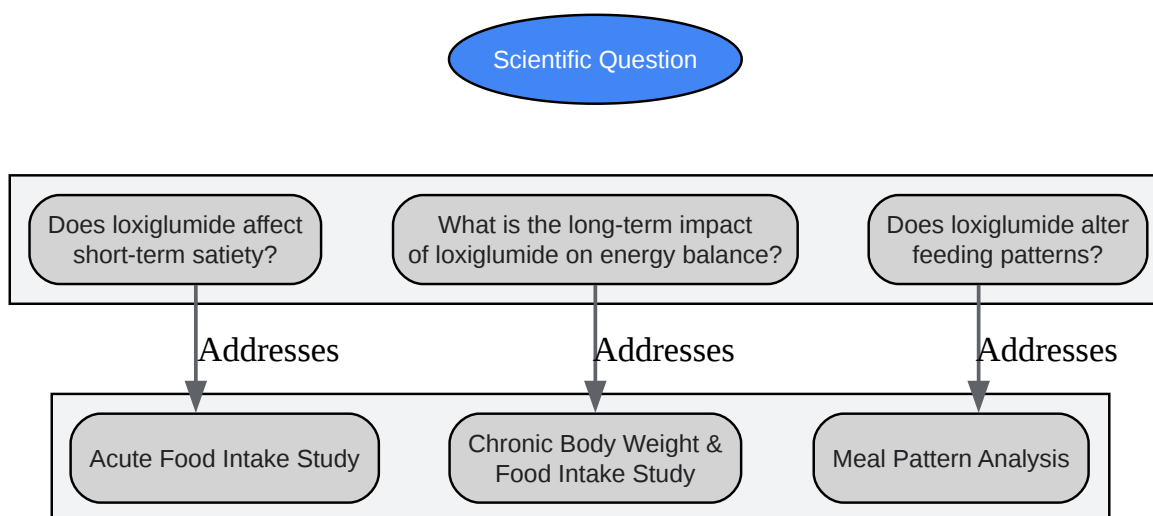 Scientific Question
Does loxiglumide affect
short-term satiety?
What is the long-term impact
of loxiglumide on energy balance?
Does loxiglumide alter
feeding patterns?
Addresses
Addresses
Addresses
Acute Food Intake Study
Chronic Body Weight &
Food Intake Study
Meal Pattern Analysis